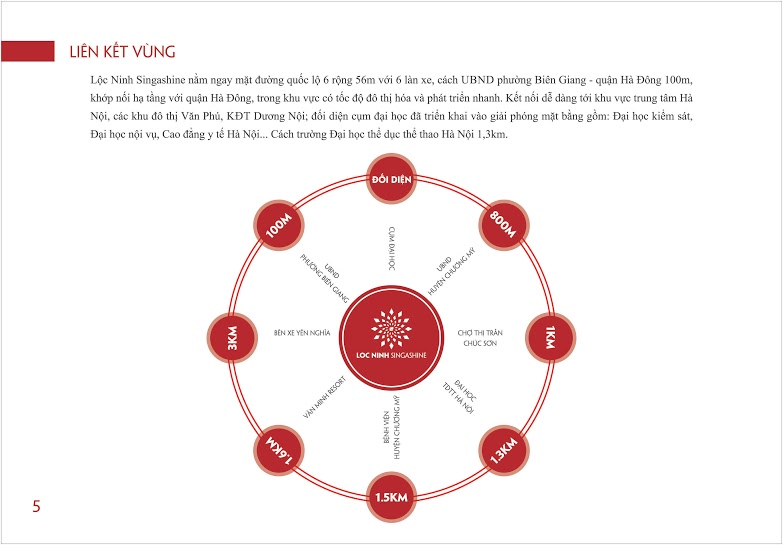 LIÊN KẾT VÙNG
Lộc Ninh Singashine nằm ngay mặt đường quốc lộ 6 rộng 56m với 6 làn xe, cách UBND phường Biên Giang - quận Hà Đông 100m,
khớp nối hạ tầng với quận Hà Đông, trong khu vực có tốc độ đô thị hóa và phát triển nhanh. Kết nối dễ dàng tới khu vực trung tâm Hà
Nội, các khu đô thị Văn Phú, KĐT Dương Nội; đối diện cụm đại học đã triển khai vào giải phóng mặt bằng gồm: Đại học kiểm sát,
Đại học nội vụ, Cao đẳng y tế Hà Nội... Cách trường Đại học thể dục thể thao Hà Nội 1,3km.
ĐỐI DIỆN
CỤM ĐẠI HỌC
800M
UBND
HUYỆN CHƯƠNG MỸ
1KM
CHỢ THỊ TRẤN
CHÚC SƠN
1.3KM
ĐẠI HỌC
TDTT HÀ NỘI
1.5KM
BỆNH VIỆN
HUYỆN CHƯƠNG MỸ
1.6KM
VĂN MINH RESORT
3KM
BẾN XE YÊN NGHĨA
100M
UBND
PHƯỜNG BIÊN GIANG
LOC NINH SINGASHINE
5